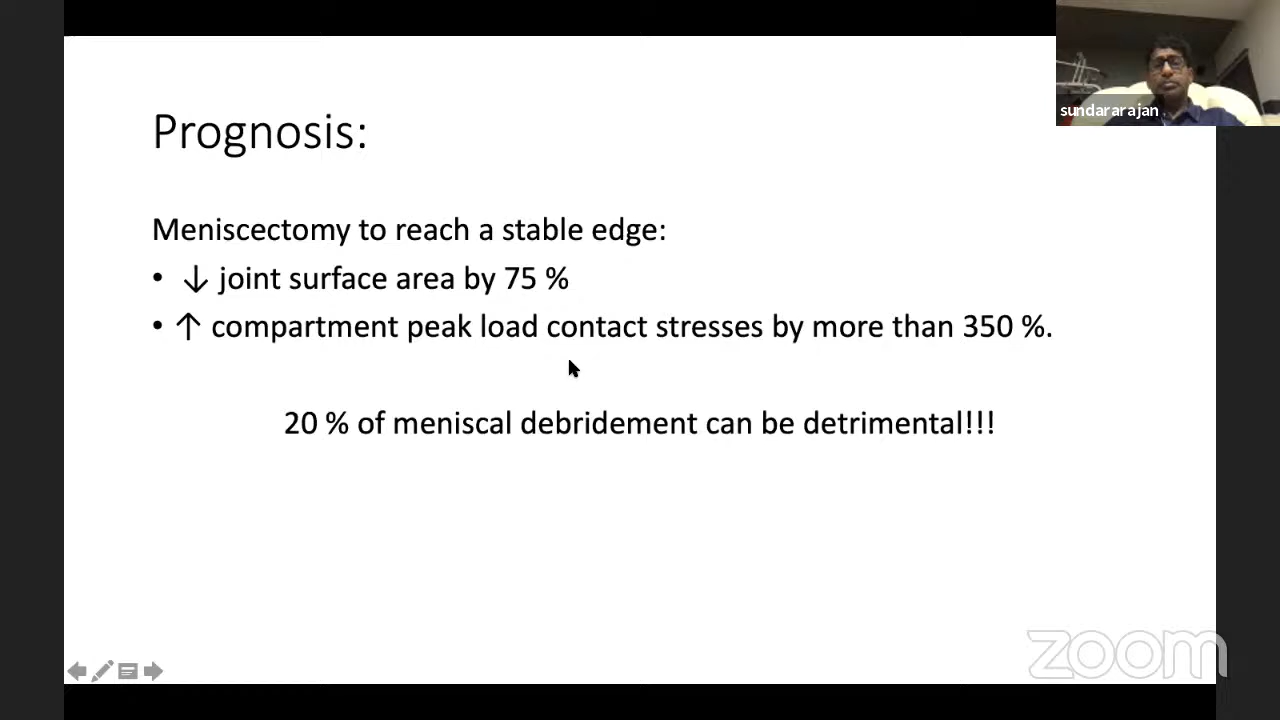 sundararajan
Prognosis:
Meniscectomy to reach a stable edge:
• ↓ joint surface area by 75 %
• ↑ compartment peak load contact stresses by more than 350 %.
20 % of meniscal debridement can be detrimental!!!
zoom